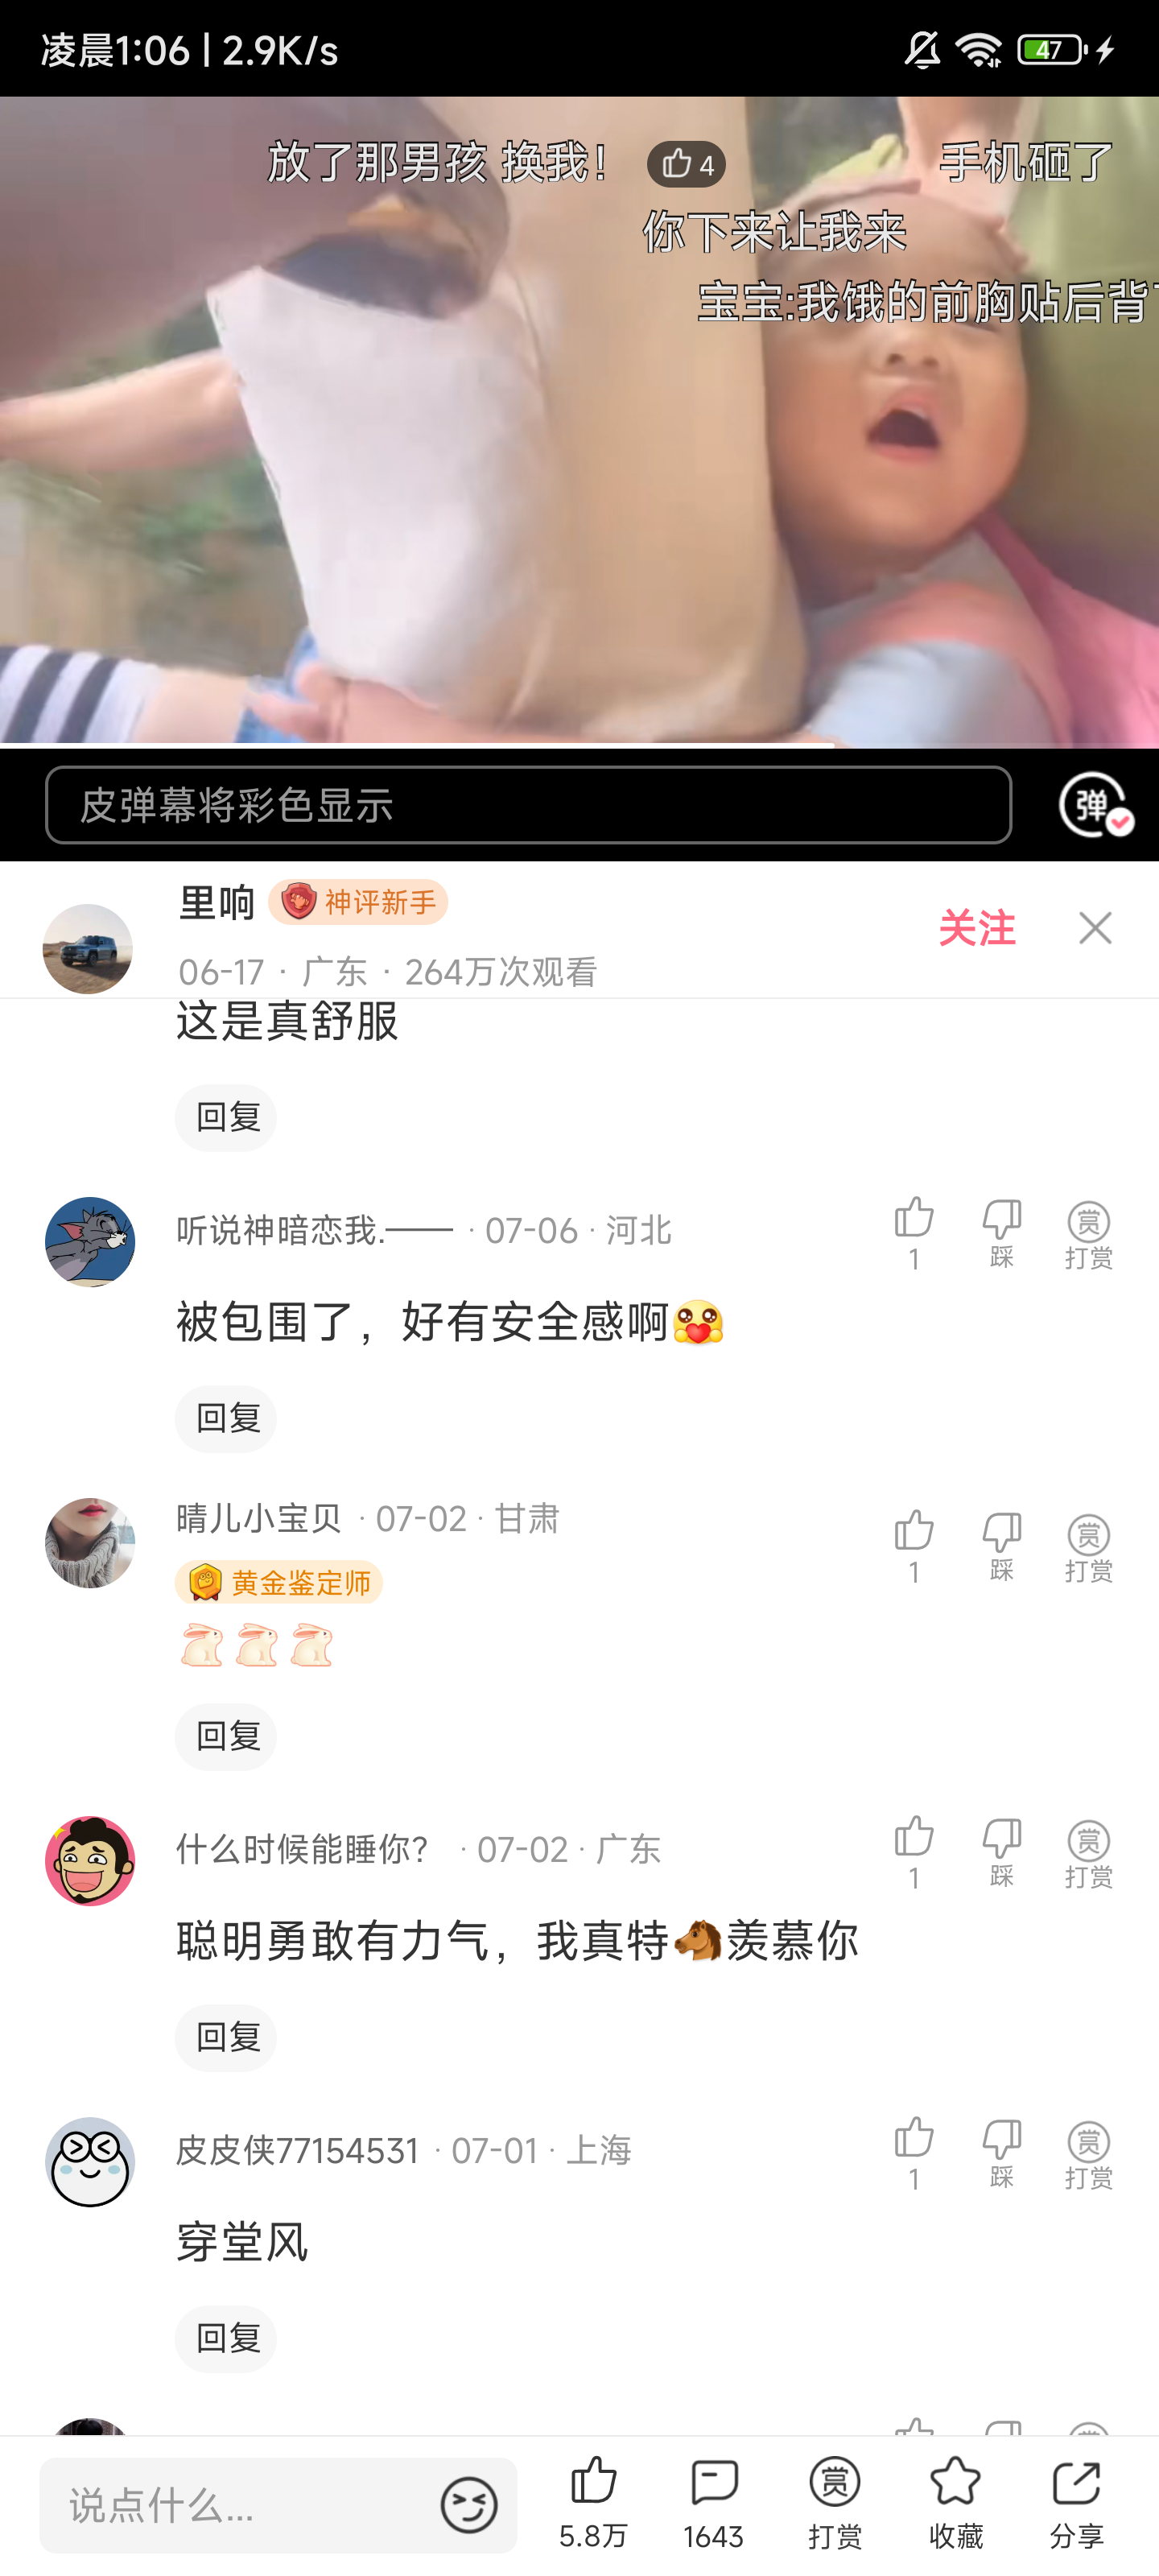 凌晨1:06 | 2.9K/s
47
放了那男孩 换我！ 4 手机砸了
你下来让我来
宝宝:我饿的前胸贴后背
皮弹幕将彩色显示
弹
里响 神评新手
关注
06-17 · 广东 · 264万次观看
这是真舒服
回复
听说神暗恋我.—— · 07-06 · 河北
1 踩 赏 打赏
被包围了，好有安全感啊
回复
晴儿小宝贝 · 07-02 · 甘肃
1 踩 赏 打赏
黄金鉴定师
回复
什么时候能睡你？ · 07-02 · 广东
1 踩 赏 打赏
聪明勇敢有力气，我真特🐴羡慕你
回复
皮皮侠77154531 · 07-01 · 上海
1 踩 赏 打赏
穿堂风
回复
说点什么...
5.8万 1643 赏 打赏 收藏 分享